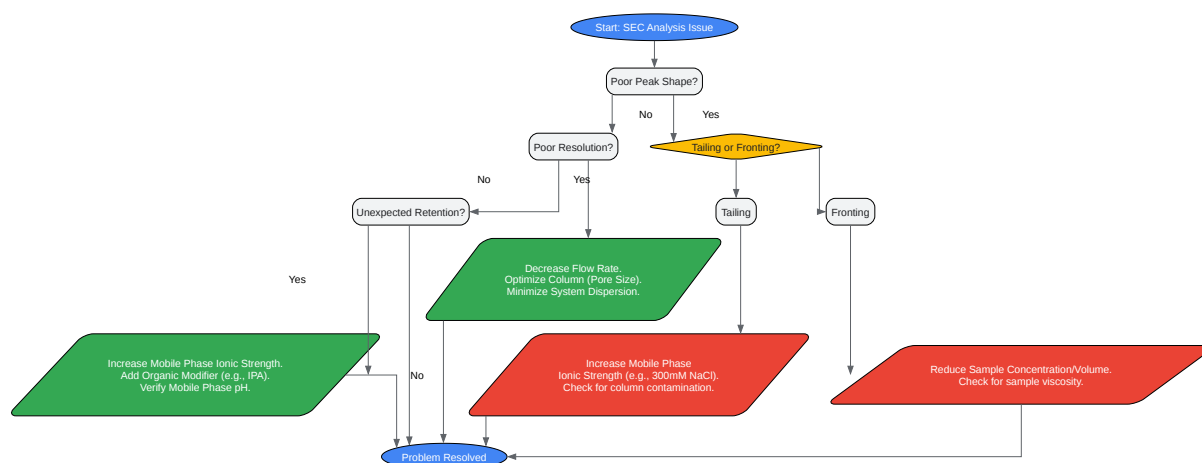 Start: SEC Analysis Issue
Poor Peak Shape?
No
Yes
Poor Resolution?
Tailing or Fronting?
No
Yes
Unexpected Retention?
Tailing
Fronting
Decrease Flow Rate.
Optimize Column (Pore Size).
Minimize System Dispersion.
Yes
Increase Mobile Phase Ionic Strength.
Add Organic Modifier (e.g., IPA).
Verify Mobile Phase pH.
No
Increase Mobile Phase
Ionic Strength (e.g., 300mM NaCl).
Check for column contamination.
Reduce Sample Concentration/Volume.
Check for sample viscosity.
Problem Resolved